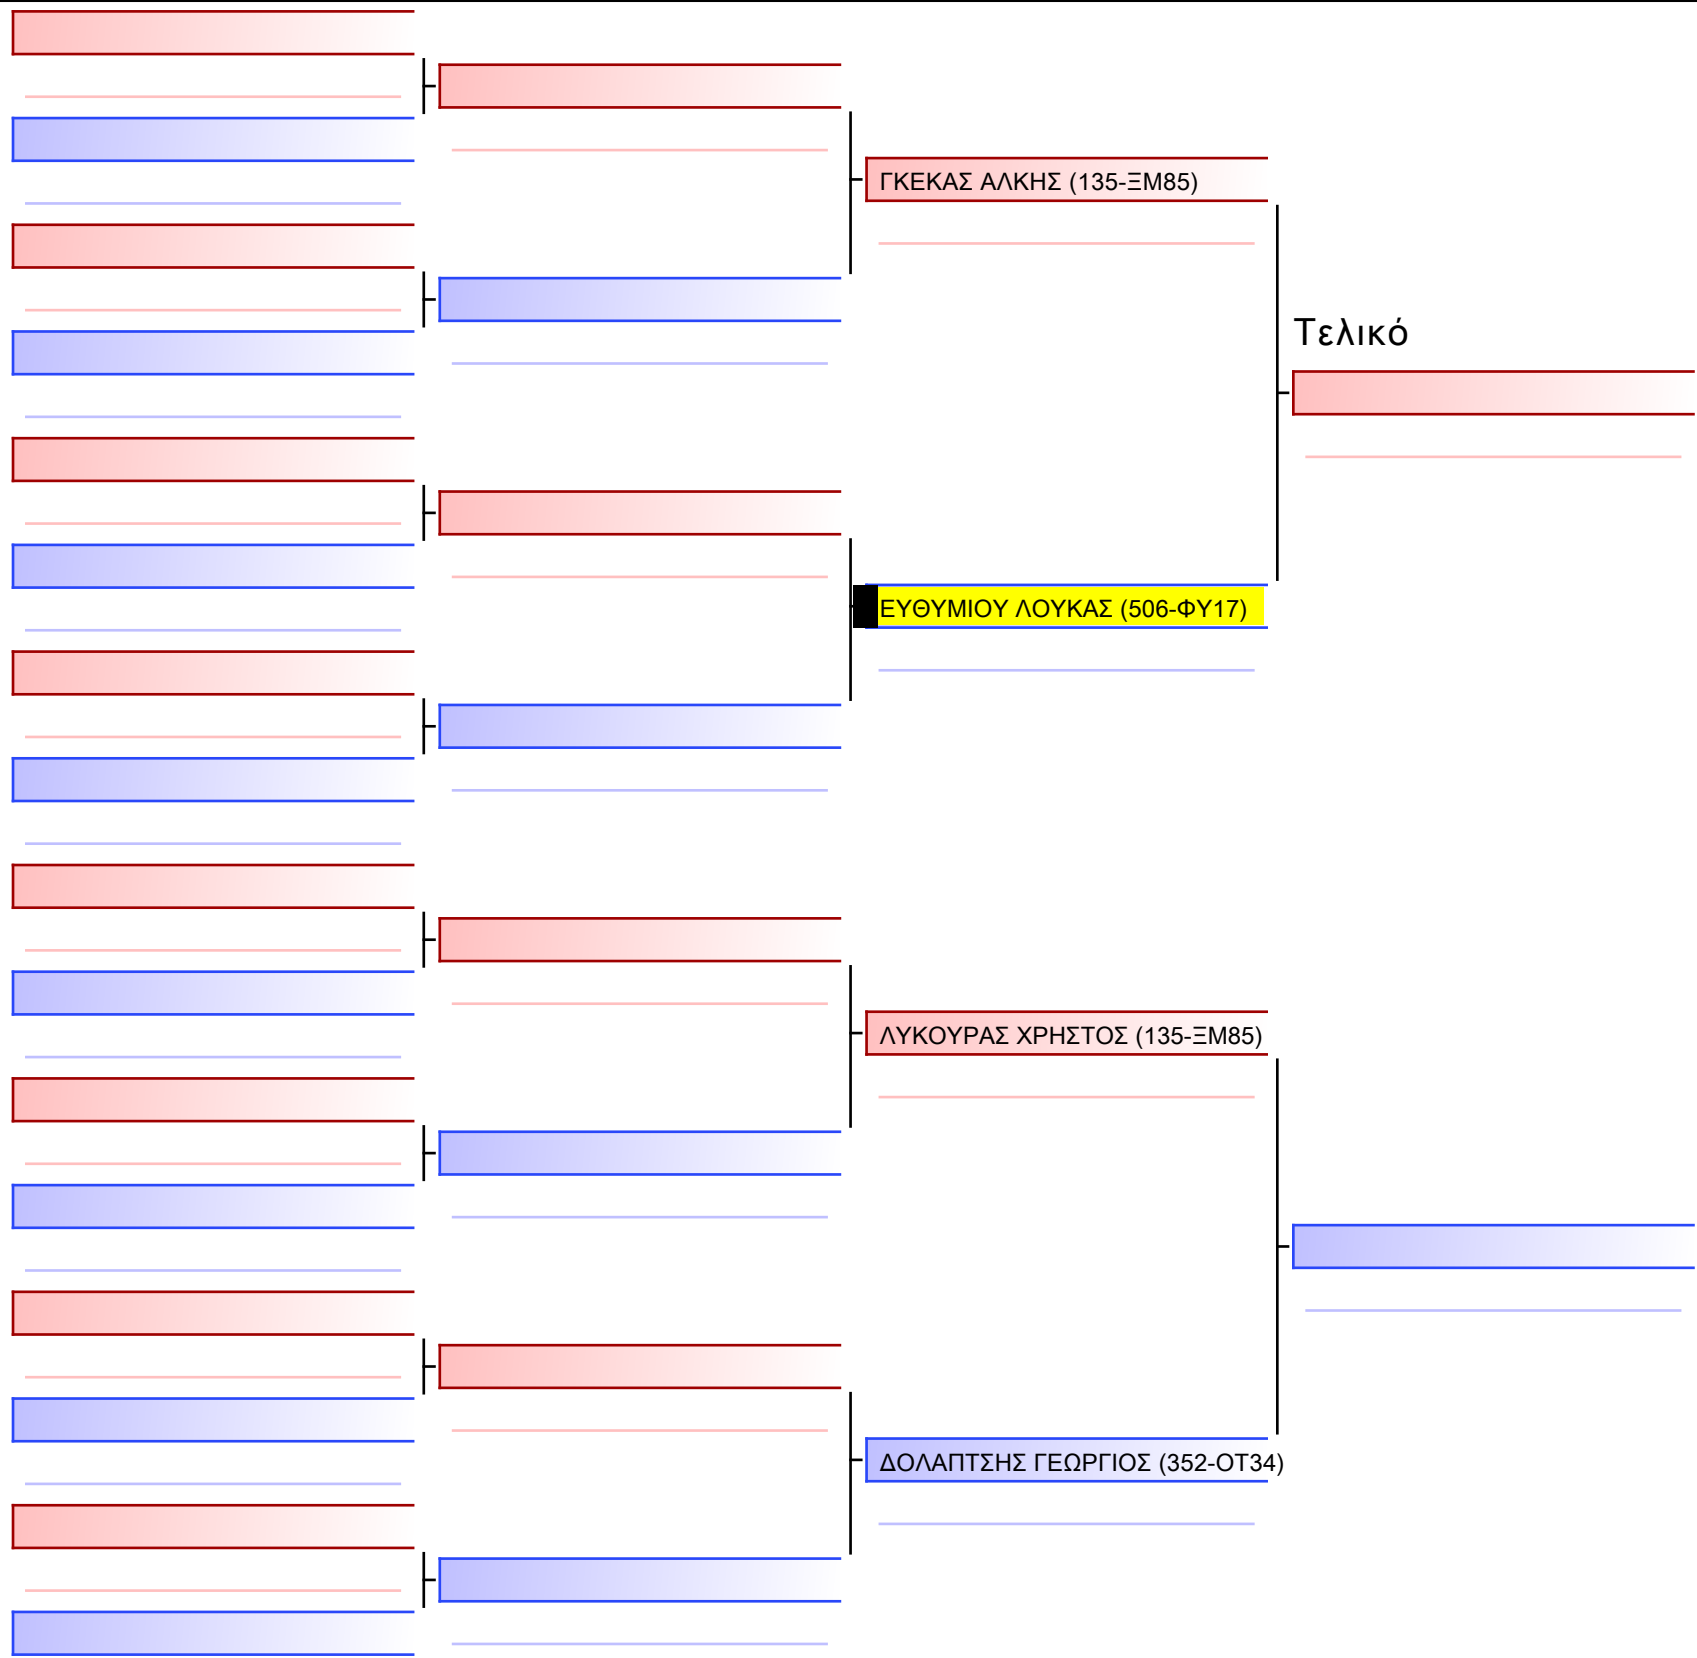 ΓΚΕΚΑΣ ΑΛΚΗΣ (135-ΞΜ85)
Τελικό
ΕΥΘΥΜΙΟΥ ΛΟΥΚΑΣ (506-ΦΥ17)
ΛΥΚΟΥΡΑΣ ΧΡΗΣΤΟΣ (135-ΞΜ85)
ΔΟΛΑΠΤΣΗΣ ΓΕΩΡΓΙΟΣ (352-ΟΤ34)